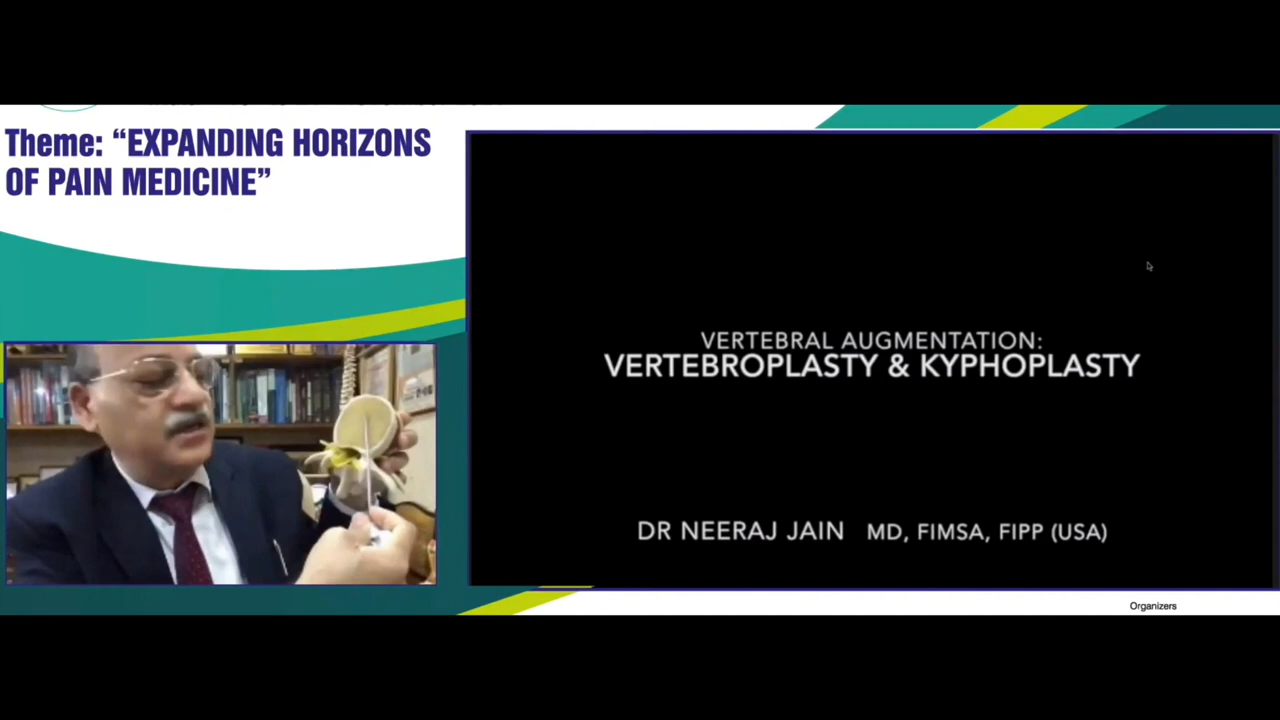 Theme: “EXPANDING HORIZONS
OF PAIN MEDICINE”
VERTEBRAL AUGMENTATION:
VERTEBROPLASTY & KYPHOPLASTY
DR NEERAJ JAIN MD, FIMSA, FIPP (USA)
Organizers